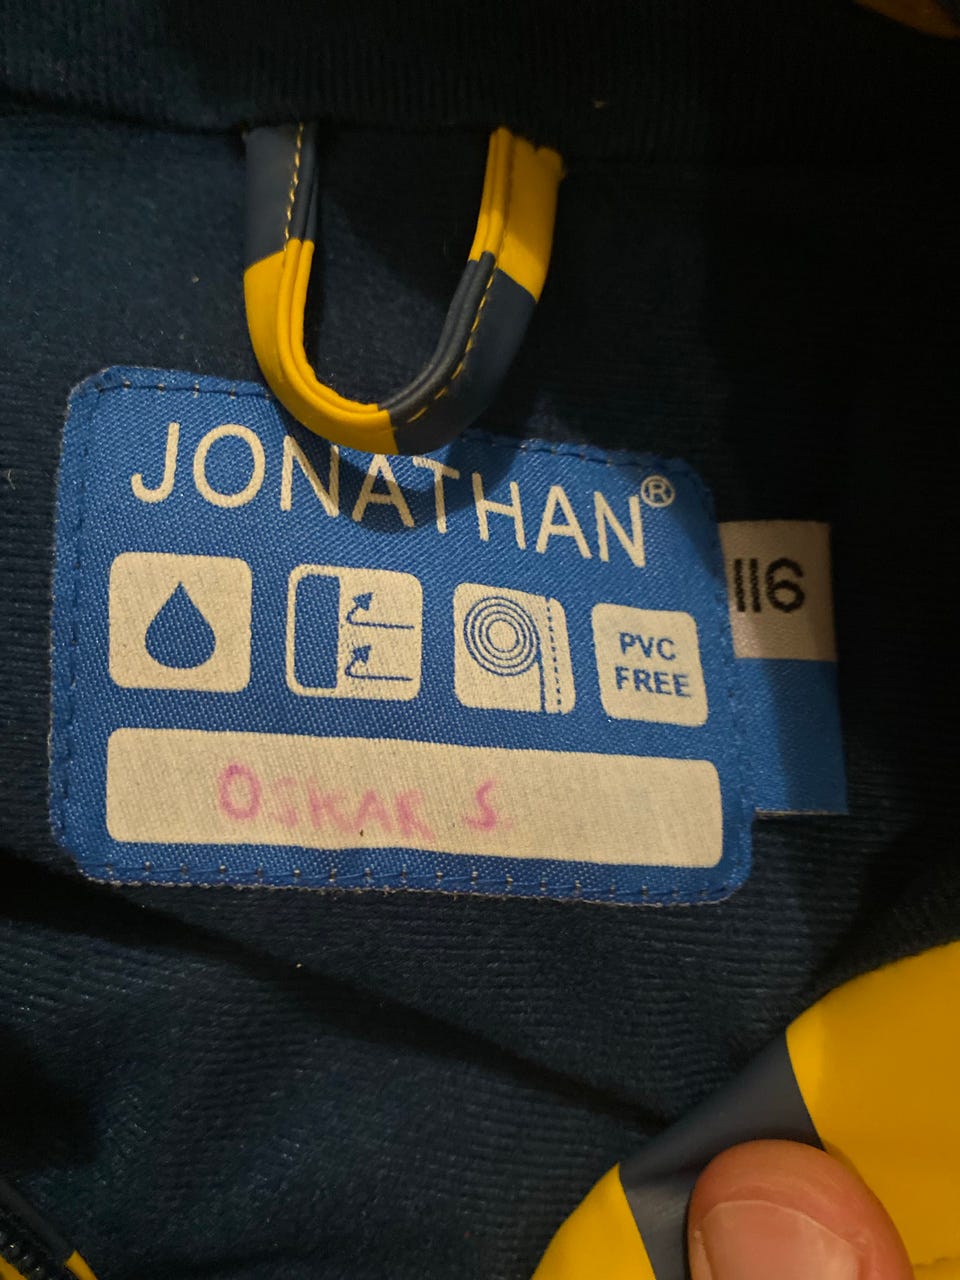 JONATHAN®
116
PVC
FREE
OSKAR S.